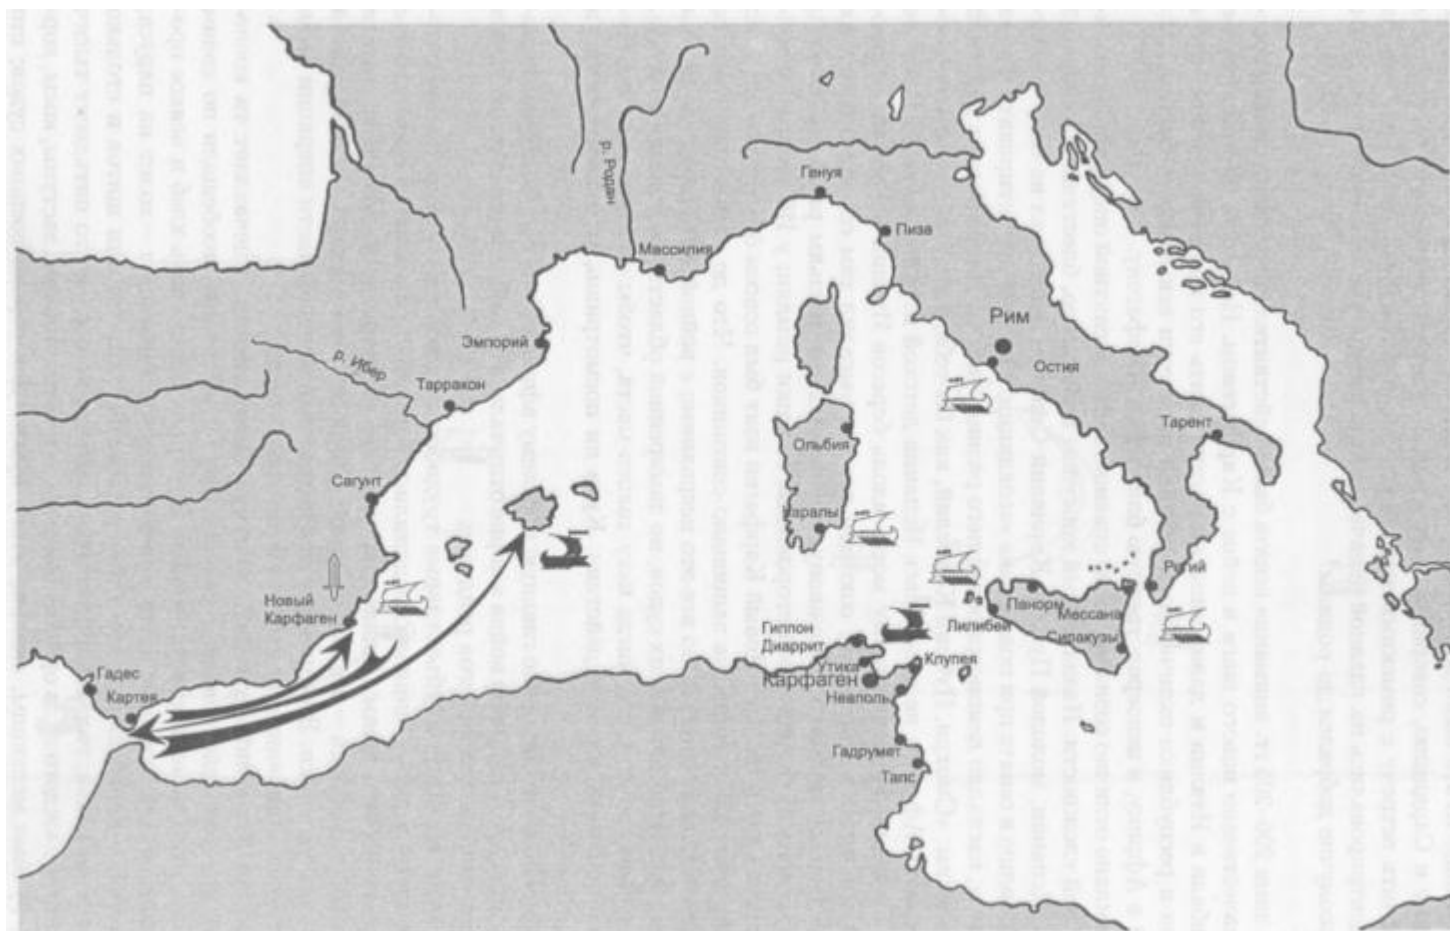 р. Родан
Генуя
Пиза
Массилия
Рим
Эмпорий
р. Ибер
Остия
Тарракон
Тарент
Ольбия
Сагунт
Каралы
Регий
Новый
Карфаген
Панорм
Мессана
Лилибей
Гиппон
Диаррит
Сиракузы
Утика
Клупея
Гадес
Карфаген
Картея
Неаполь
Гадрумет
Тапс